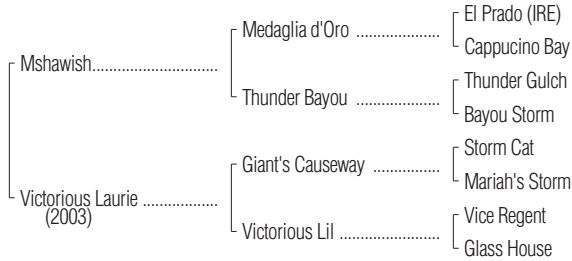 El Prado (IRE)
Medaglia d'Oro ....................
Cappucino Bay
Mshawish..............................
Thunder Gulch
Thunder Bayou ....................
Bayou Storm
Storm Cat
Giant's Causeway ................
Mariah's Storm
Victorious Laurie ..................
(2003)
Vice Regent
Victorious Lil ........................
Glass House